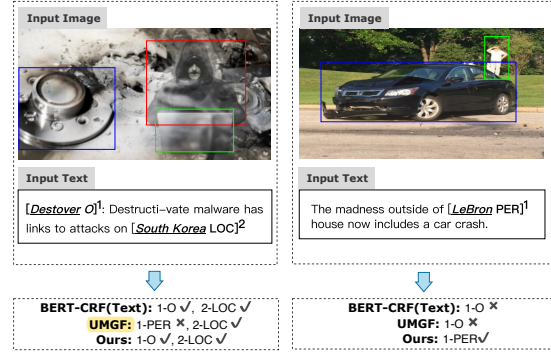 Input Image
Input Text
[Destover O]1: Destructi–vate malware has
links to attacks on [South Korea LOC]2
BERT-CRF(Text): 1-O ✓, 2-LOC ✓
UMGF: 1-PER ×, 2-LOC ✓
Ours: 1-O ✓, 2-LOC ✓
Input Image
Input Text
The madness outside of [LeBron PER]1
house now includes a car crash.
BERT-CRF(Text): 1-O ×
UMGF: 1-O ×
Ours: 1-PER✓